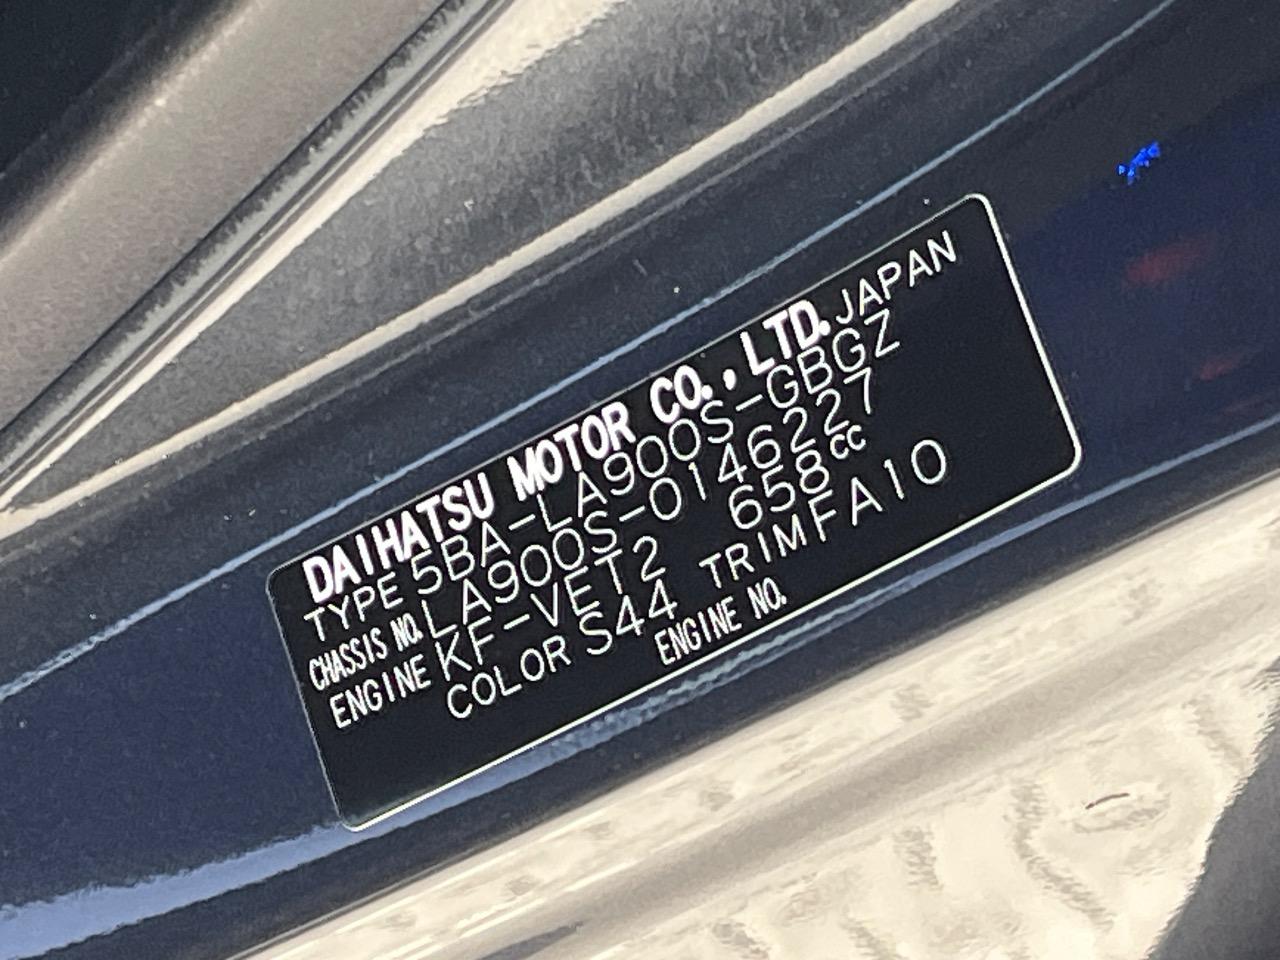 DAIHATSU MOTOR CO., LTD. JAPAN
TYPE 5BA-LA900S-GBGZ
CHASSIS NO. LA900S-0146227
ENGINE KF-VET2 658cc
COLOR S44 TRIM FA10
ENGINE NO.